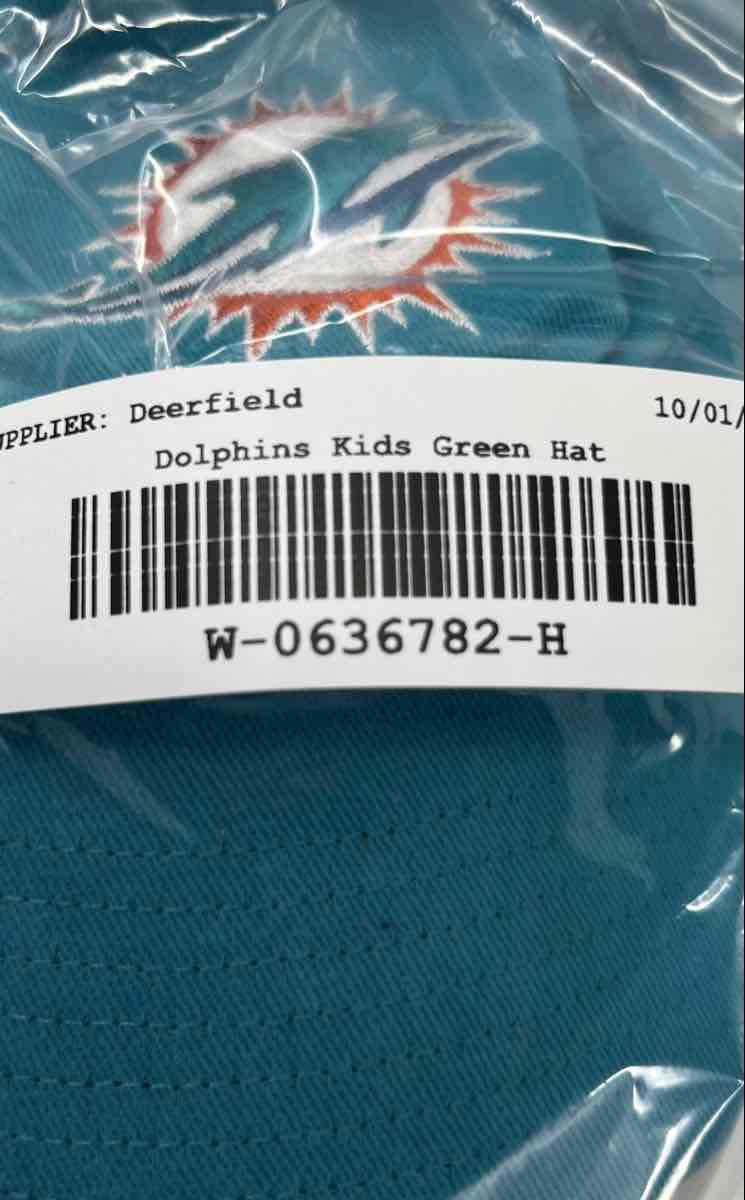 UPPLIER: Deerfield
10/01/
Dolphins Kids Green Hat
W-0636782-H